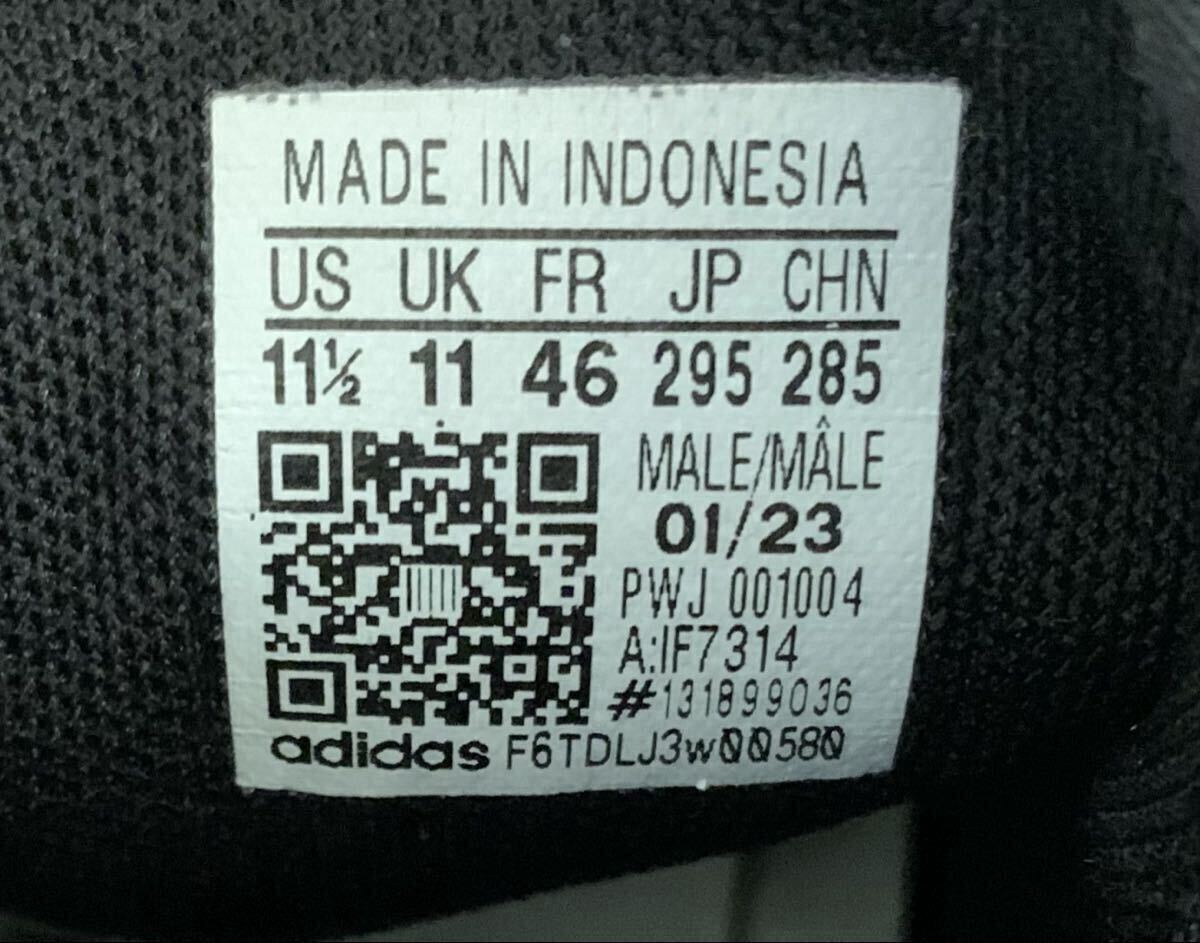 MADE IN INDONESIA
US UK FR JP CHN
11½ 11 46 295 285
MALE/MÂLE
01/23
PWJ 001004
A:IF7314
#131899036
adidas F6TDLJ3w00580